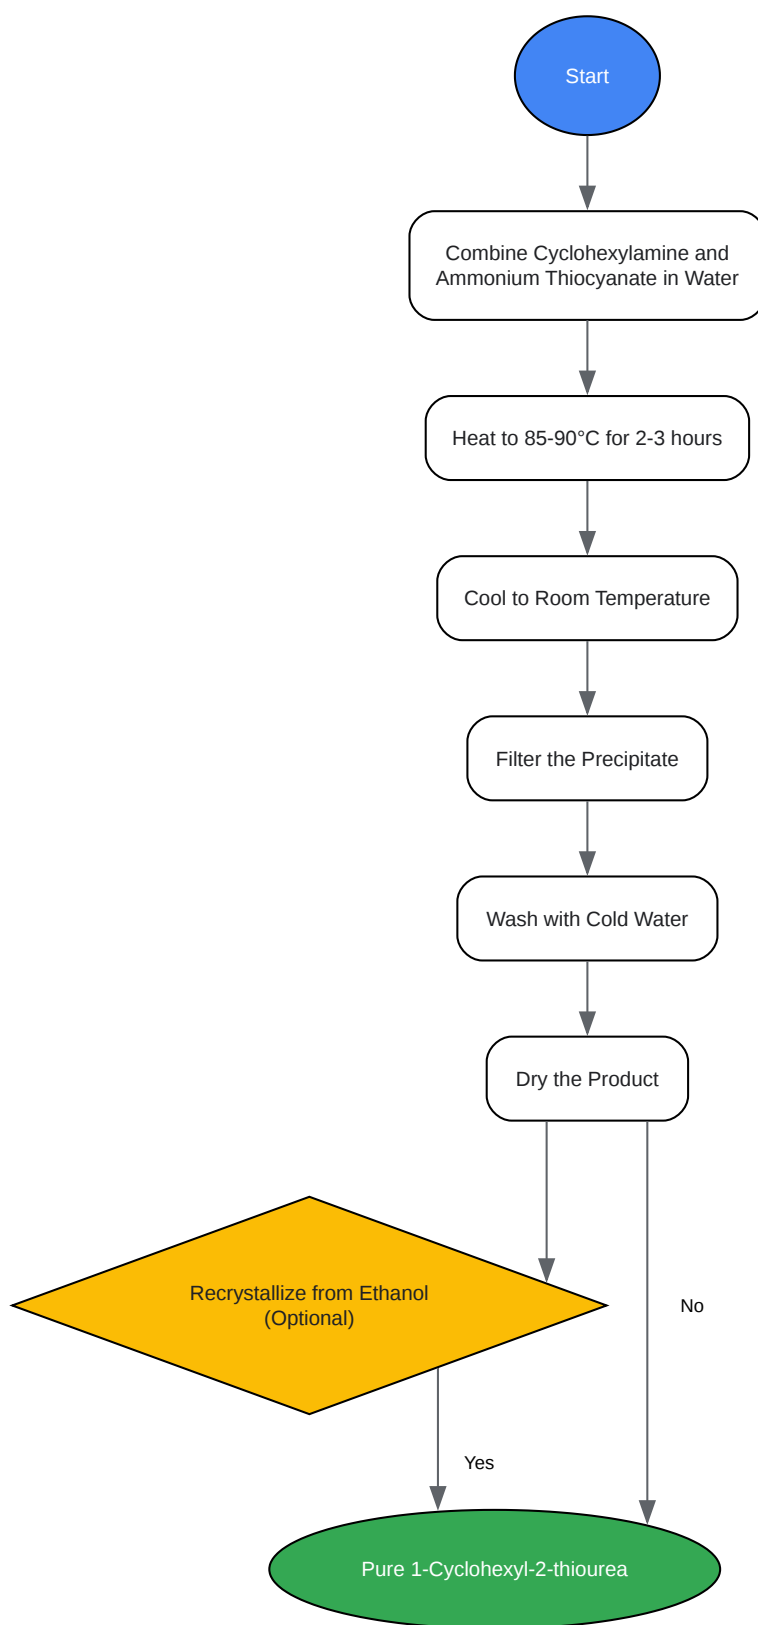 Start
Combine Cyclohexylamine and
Ammonium Thiocyanate in Water
Heat to 85-90°C for 2-3 hours
Cool to Room Temperature
Filter the Precipitate
Wash with Cold Water
Dry the Product
Recrystallize from Ethanol
(Optional)
No
Yes
Pure 1-Cyclohexyl-2-thiourea